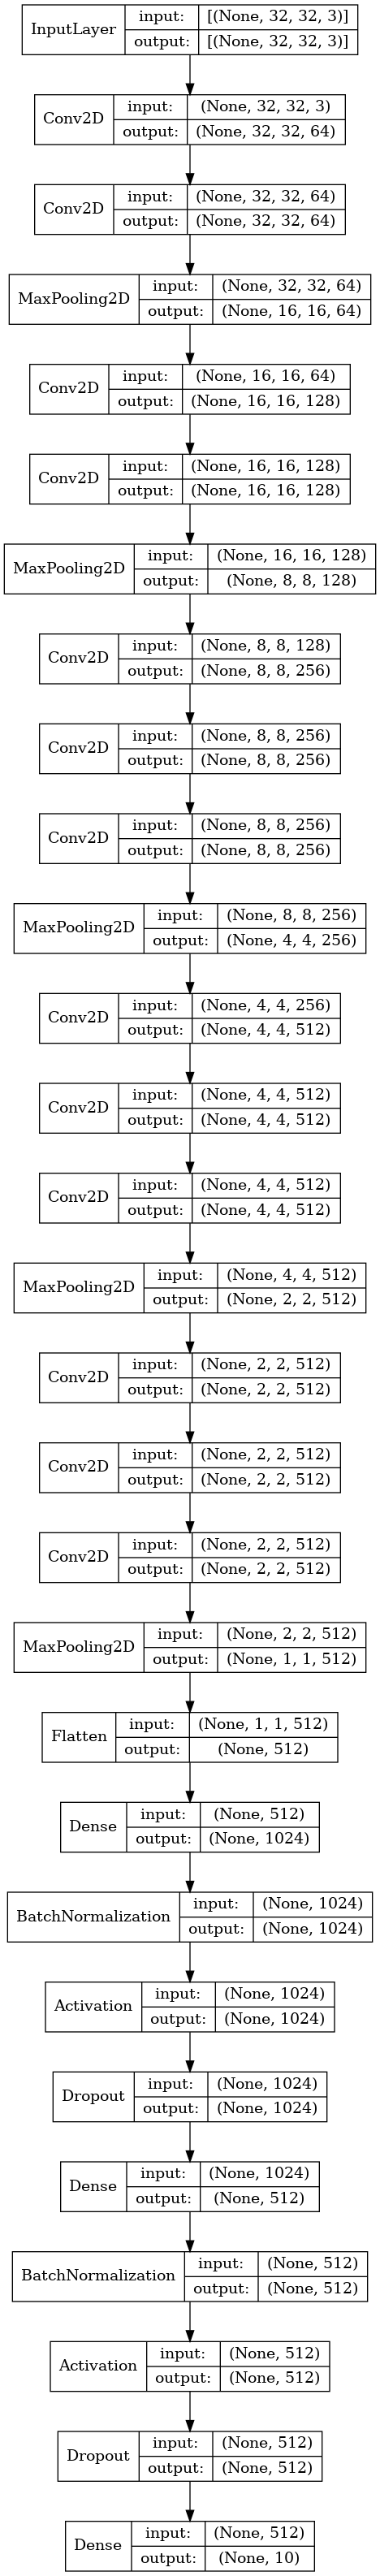 InputLayer input: [(None, 32, 32, 3)]
output: [(None, 32, 32, 3)]
Conv2D input: (None, 32, 32, 3)
output: (None, 32, 32, 64)
Conv2D input: (None, 32, 32, 64)
output: (None, 32, 32, 64)
MaxPooling2D input: (None, 32, 32, 64)
output: (None, 16, 16, 64)
Conv2D input: (None, 16, 16, 64)
output: (None, 16, 16, 128)
Conv2D input: (None, 16, 16, 128)
output: (None, 16, 16, 128)
MaxPooling2D input: (None, 16, 16, 128)
output: (None, 8, 8, 128)
Conv2D input: (None, 8, 8, 128)
output: (None, 8, 8, 256)
Conv2D input: (None, 8, 8, 256)
output: (None, 8, 8, 256)
Conv2D input: (None, 8, 8, 256)
output: (None, 8, 8, 256)
MaxPooling2D input: (None, 8, 8, 256)
output: (None, 4, 4, 256)
Conv2D input: (None, 4, 4, 256)
output: (None, 4, 4, 512)
Conv2D input: (None, 4, 4, 512)
output: (None, 4, 4, 512)
Conv2D input: (None, 4, 4, 512)
output: (None, 4, 4, 512)
MaxPooling2D input: (None, 4, 4, 512)
output: (None, 2, 2, 512)
Conv2D input: (None, 2, 2, 512)
output: (None, 2, 2, 512)
Conv2D input: (None, 2, 2, 512)
output: (None, 2, 2, 512)
Conv2D input: (None, 2, 2, 512)
output: (None, 2, 2, 512)
MaxPooling2D input: (None, 2, 2, 512)
output: (None, 1, 1, 512)
Flatten input: (None, 1, 1, 512)
output: (None, 512)
Dense input: (None, 512)
output: (None, 1024)
BatchNormalization input: (None, 1024)
output: (None, 1024)
Activation input: (None, 1024)
output: (None, 1024)
Dropout input: (None, 1024)
output: (None, 1024)
Dense input: (None, 1024)
output: (None, 512)
BatchNormalization input: (None, 512)
output: (None, 512)
Activation input: (None, 512)
output: (None, 512)
Dropout input: (None, 512)
output: (None, 512)
Dense input: (None, 512)
output: (None, 10)